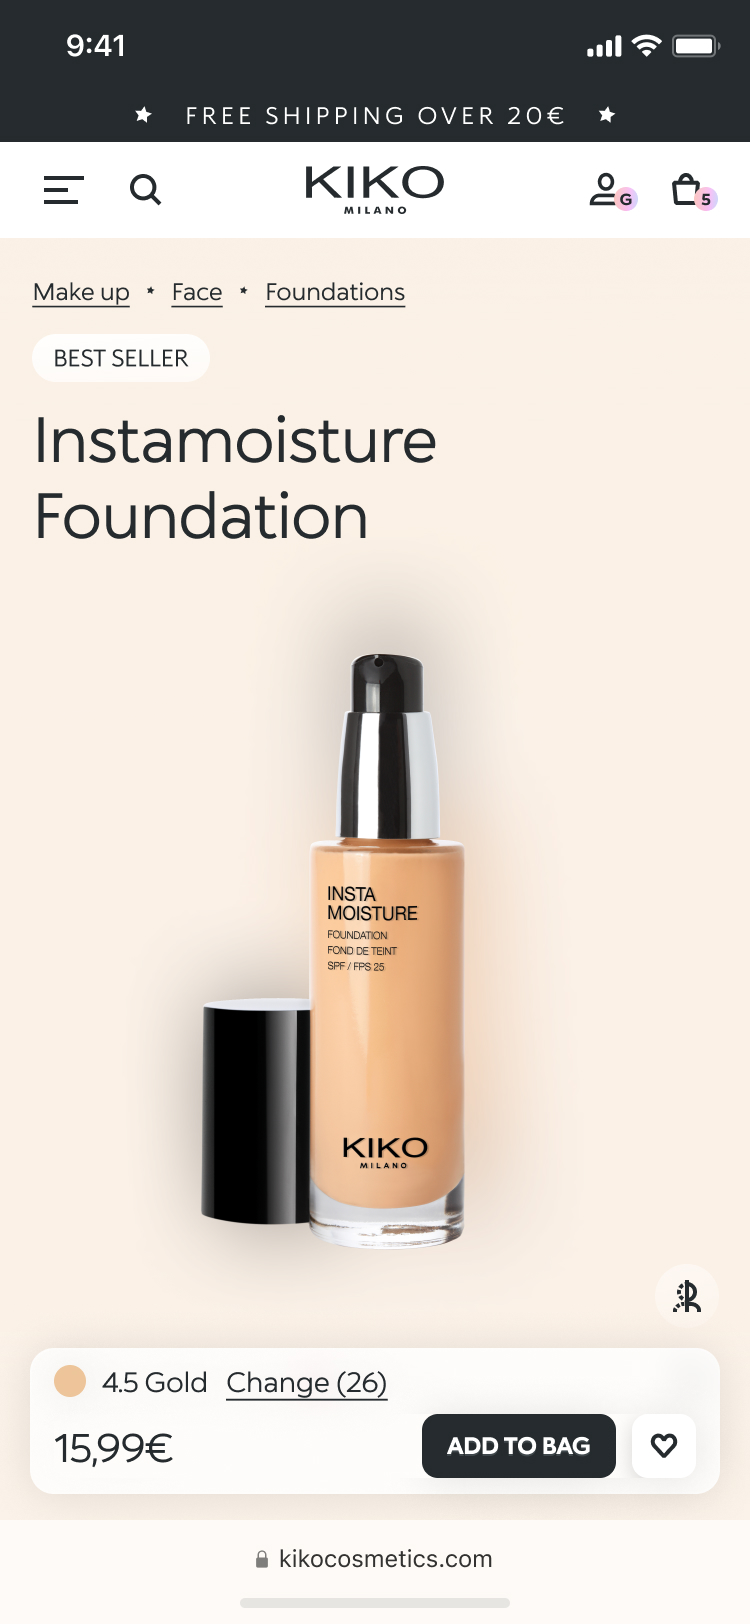 9:41
FREE SHIPPING OVER 20€
KIKO
MILANO
G
5
Make up • Face • Foundations
BEST SELLER
Instamoisture
Foundation
INSTA
MOISTURE
FOUNDATION
FOND DE TEINT
SPF / FPS 25
KIKO
MILANO
4.5 Gold Change (26)
15,99€
ADD TO BAG
kikocosmetics.com